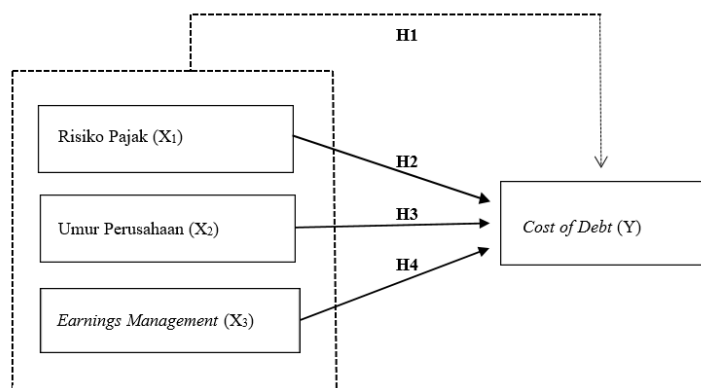 H1
Risiko Pajak (X₁)
H2
Umur Perusahaan (X₂)
H3
Cost of Debt (Y)
H4
Earnings Management (X₃)